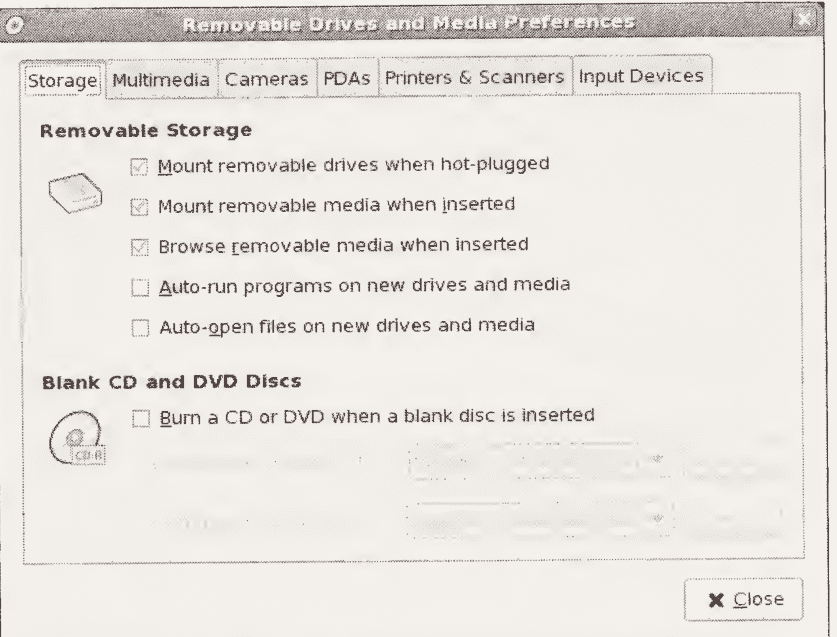 Removable Drives and Media Preferences
Storage Multimedia Cameras PDAs Printers & Scanners Input Devices
Removable Storage
Mount removable drives when hot-plugged
Mount removable media when inserted
Browse removable media when inserted
Auto-run programs on new drives and media
Auto-open files on new drives and media
Blank CD and DVD Discs
Burn a CD or DVD when a blank disc is inserted
CD-R
Close